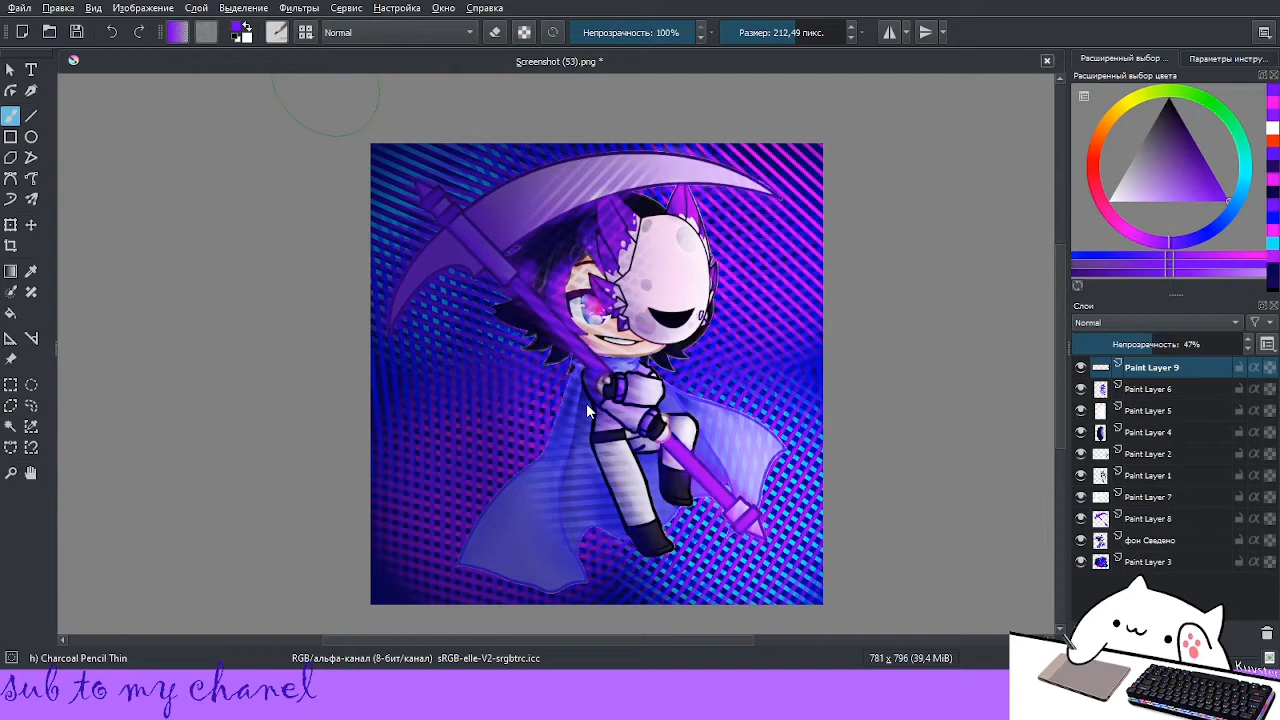 Файл Правка Вид Изображение Слой Выделение Фильтры Сервис Настройка Окно Справка
Normal Непрозрачность: 100% Размер: 212,49 пикс.
Screenshot (53).png *
Расширенный выбор ... Параметры инстру...
Расширенный выбор цвета
Слои
Normal
Непрозрачность: 47%
Paint Layer 9
Paint Layer 6
Paint Layer 5
Paint Layer 4
Paint Layer 2
Paint Layer 1
Paint Layer 7
Paint Layer 8
фон Сведено
Paint Layer 3
h) Charcoal Pencil Thin RGB/альфа-канал (8-бит/канал) sRGB-elle-V2-srgbtrc.icc 781 x 796 (39,4 MiB)
Kuyster
sub to my chanel